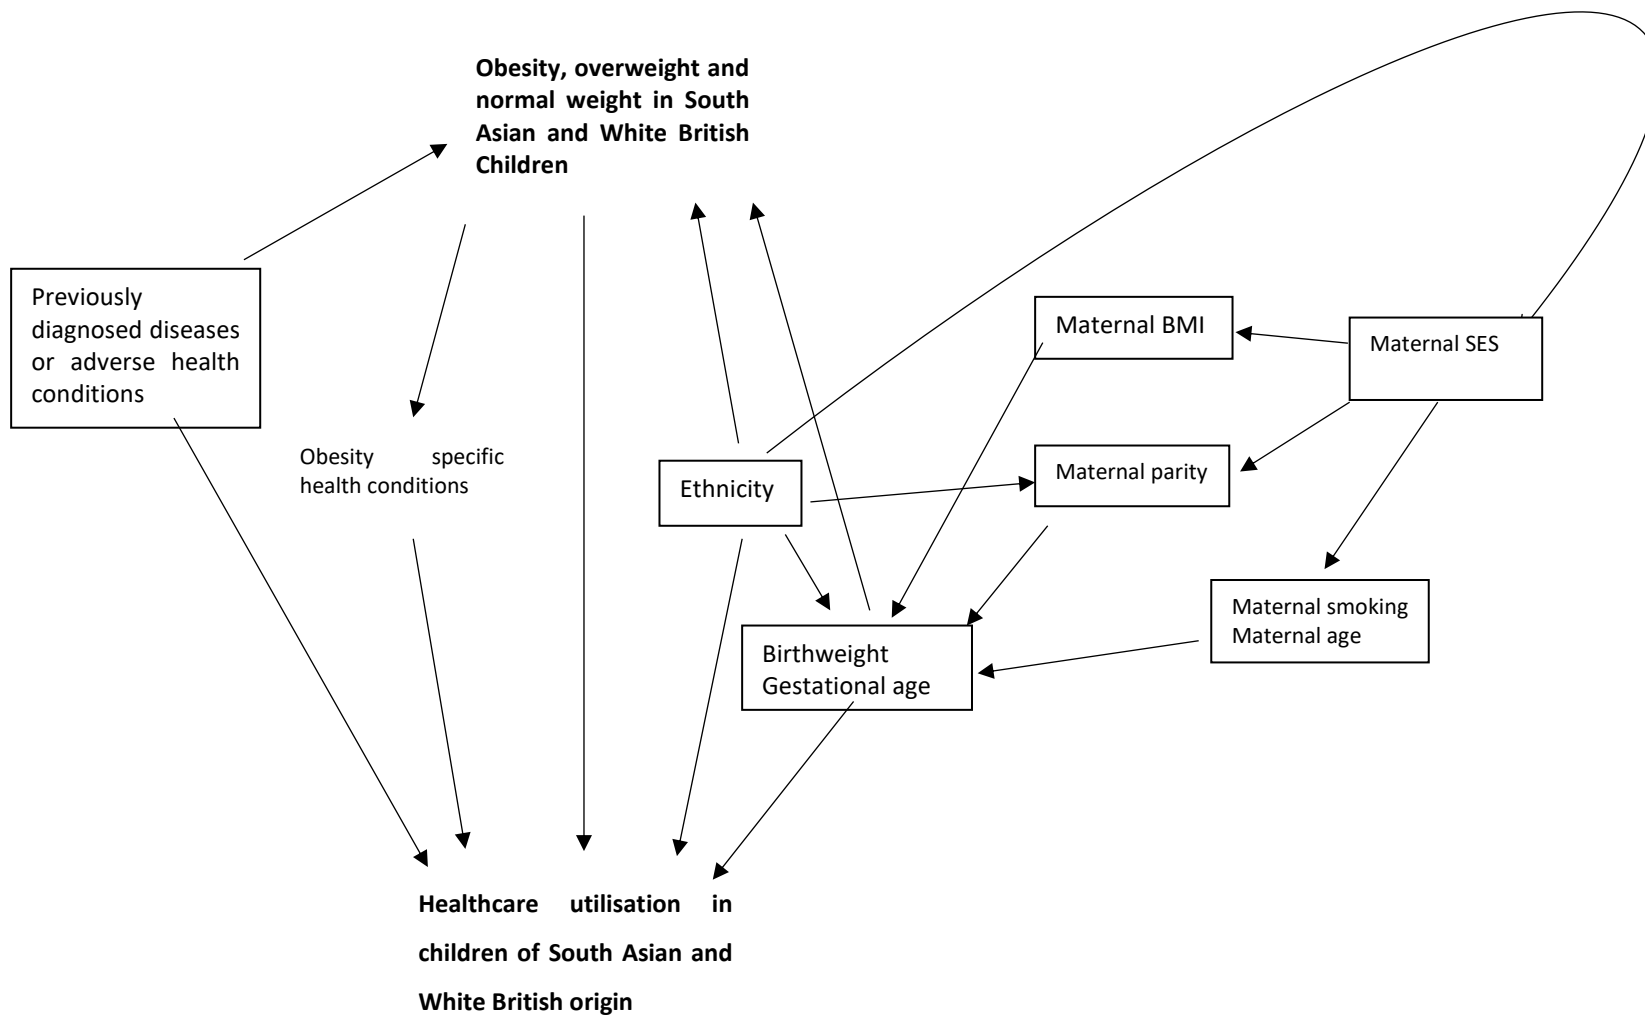 Obesity, overweight and
normal weight in South
Asian and White British
Children
Previously
diagnosed diseases
or adverse health
conditions
Maternal BMI
Maternal SES
Obesity specific
health conditions
Ethnicity
Maternal parity
Maternal smoking
Maternal age
Birthweight
Gestational age
Healthcare utilisation in
children of South Asian and
White British origin